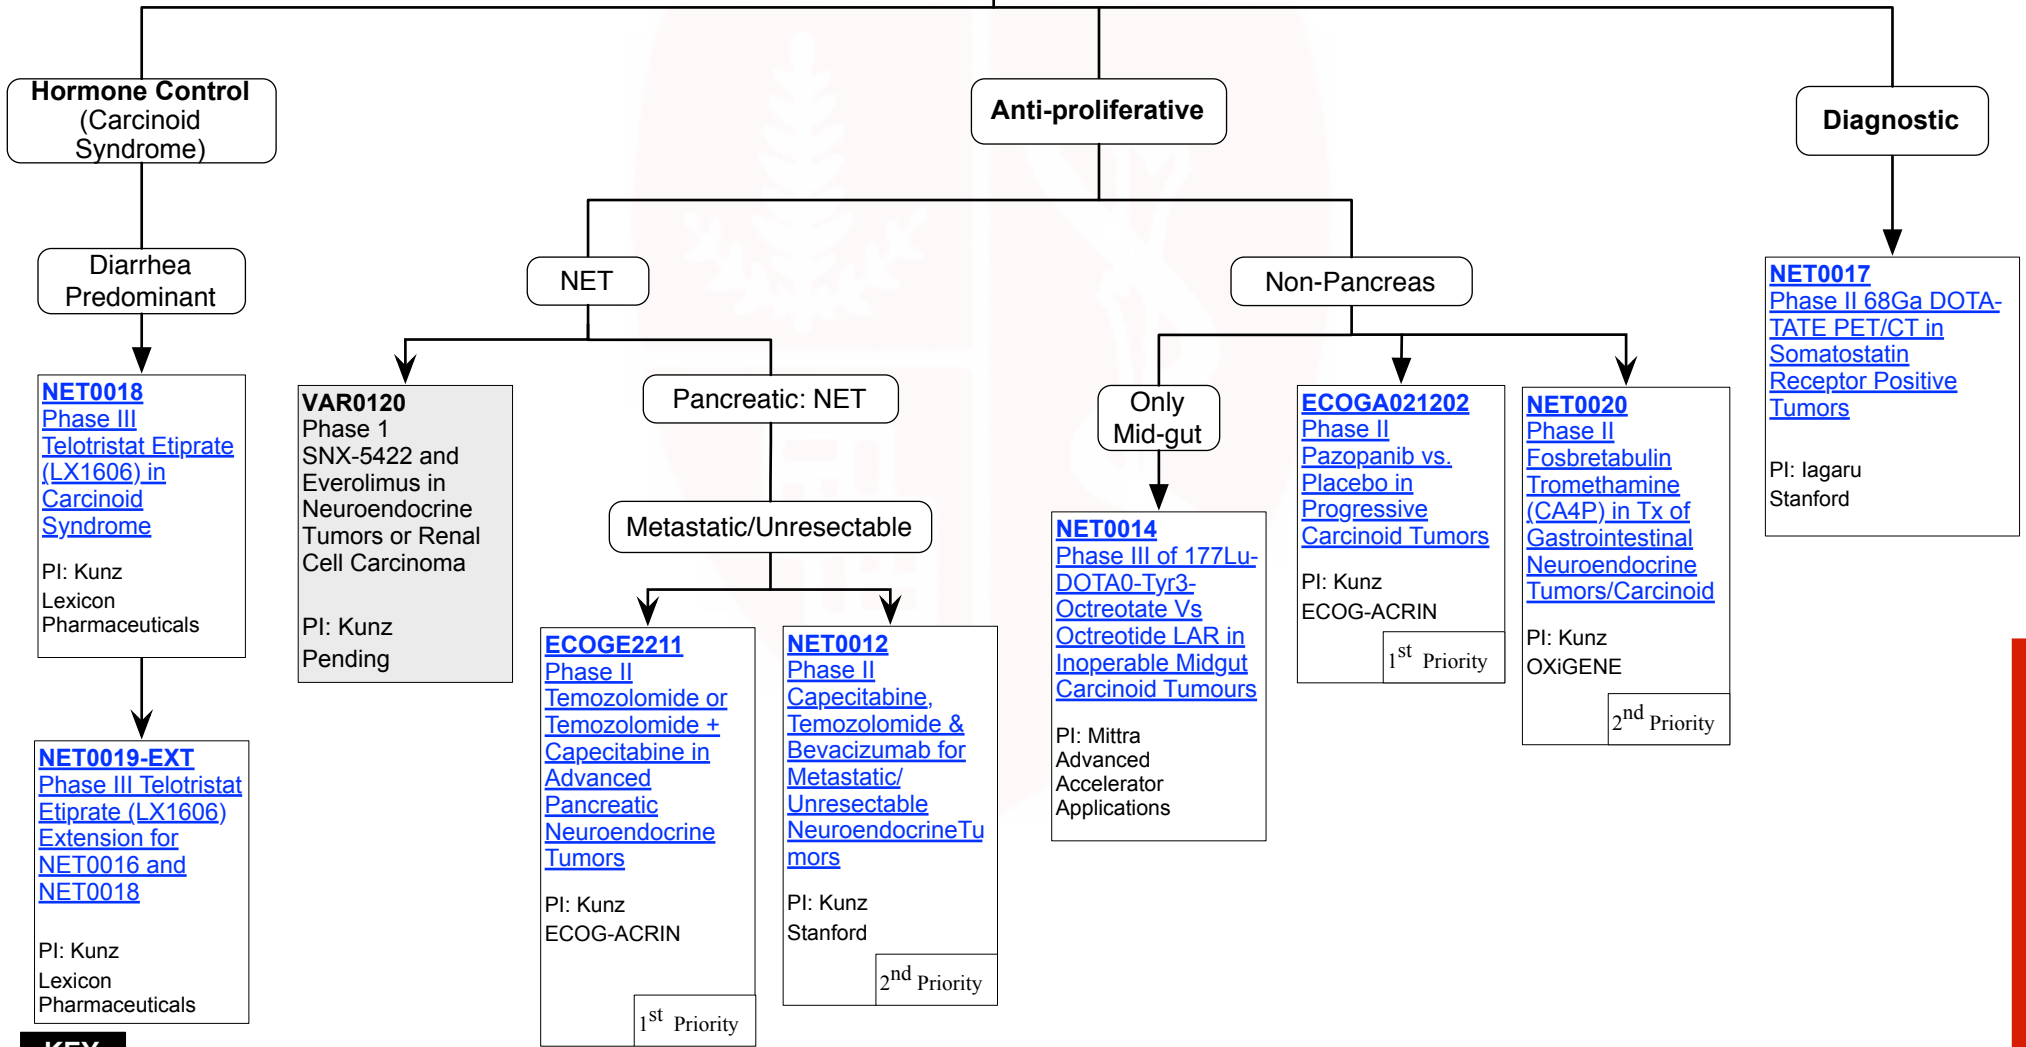 Hormone Control
(Carcinoid
Syndrome)
Anti-proliferative
Diagnostic
Diarrhea
Predominant
NET
Non-Pancreas
NET0018
Phase III
Telotristat Etiprate
(LX1606) in
Carcinoid
Syndrome
PI: Kunz
Lexicon
Pharmaceuticals
NET0019-EXT
Phase III Telotristat
Etiprate (LX1606)
Extension for
NET0016 and
NET0018
PI: Kunz
Lexicon
Pharmaceuticals
VAR0120
Phase 1
SNX-5422 and
Everolimus in
Neuroendocrine
Tumors or Renal
Cell Carcinoma
PI: Kunz
Pending
Pancreatic: NET
Metastatic/Unresectable
ECOGE2211
Phase II
Temozolomide or
Temozolomide +
Capecitabine in
Advanced
Pancreatic
Neuroendocrine
Tumors
PI: Kunz
ECOG-ACRIN
1st Priority
NET0012
Phase II
Capecitabine,
Temozolomide &
Bevacizumab for
Metastatic/
Unresectable
NeuroendocrineTu
mors
PI: Kunz
Stanford
2nd Priority
Only
Mid-gut
NET0014
Phase III of 177Lu-
DOTA0-Tyr3-
Octreotate Vs
Octreotide LAR in
Inoperable Midgut
Carcinoid Tumours
PI: Mittra
Advanced
Accelerator
Applications
ECOGA021202
Phase II
Pazopanib vs.
Placebo in
Progressive
Carcinoid Tumors
PI: Kunz
ECOG-ACRIN
1st Priority
NET0020
Phase II
Fosbretabulin
Tromethamine
(CA4P) in Tx of
Gastrointestinal
Neuroendocrine
Tumors/Carcinoid
PI: Kunz
OXiGENE
2nd Priority
NET0017
Phase II 68Ga DOTA-
TATE PET/CT in
Somatostatin
Receptor Positive
Tumors
PI: Iagaru
Stanford
KEY